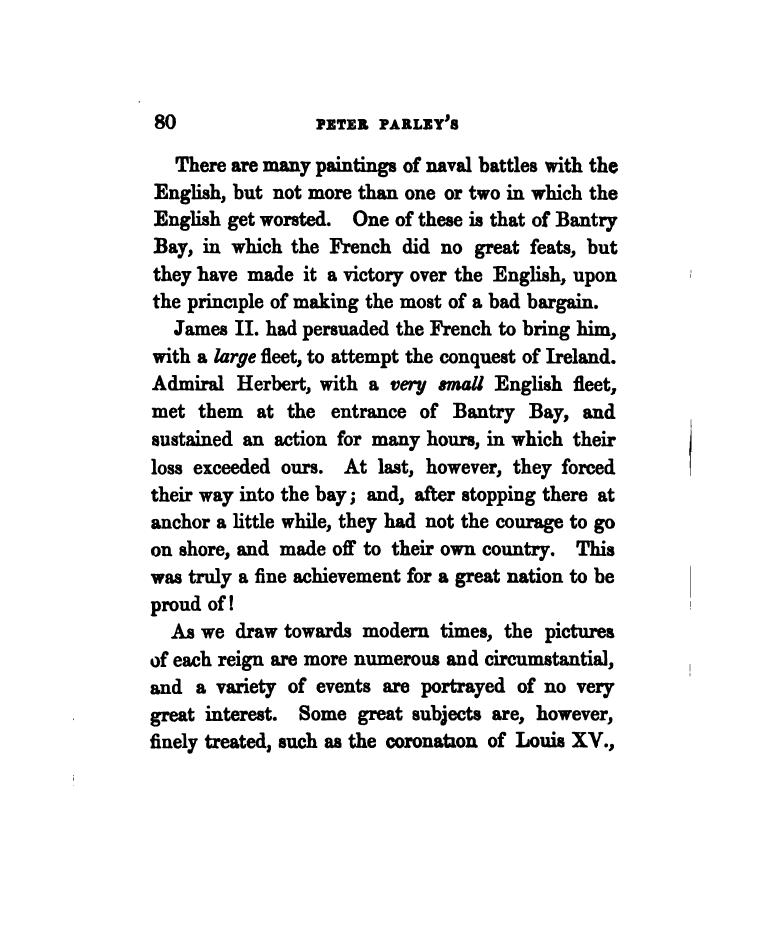 80 PETER PARLEY'S
There are many paintings of naval battles with the
English, but not more than one or two in which the
English get worsted. One of these is that of Bantry
Bay, in which the French did no great feats, but
they have made it a victory over the English, upon
the principle of making the most of a bad bargain.
James II. had persuaded the French to bring him,
with a large fleet, to attempt the conquest of Ireland.
Admiral Herbert, with a very small English fleet,
met them at the entrance of Bantry Bay, and
sustained an action for many hours, in which their
loss exceeded ours. At last, however, they forced
their way into the bay; and, after stopping there at
anchor a little while, they had not the courage to go
on shore, and made off to their own country. This
was truly a fine achievement for a great nation to be
proud of!
As we draw towards modern times, the pictures
of each reign are more numerous and circumstantial,
and a variety of events are portrayed of no very
great interest. Some great subjects are, however,
finely treated, such as the coronation of Louis XV.,